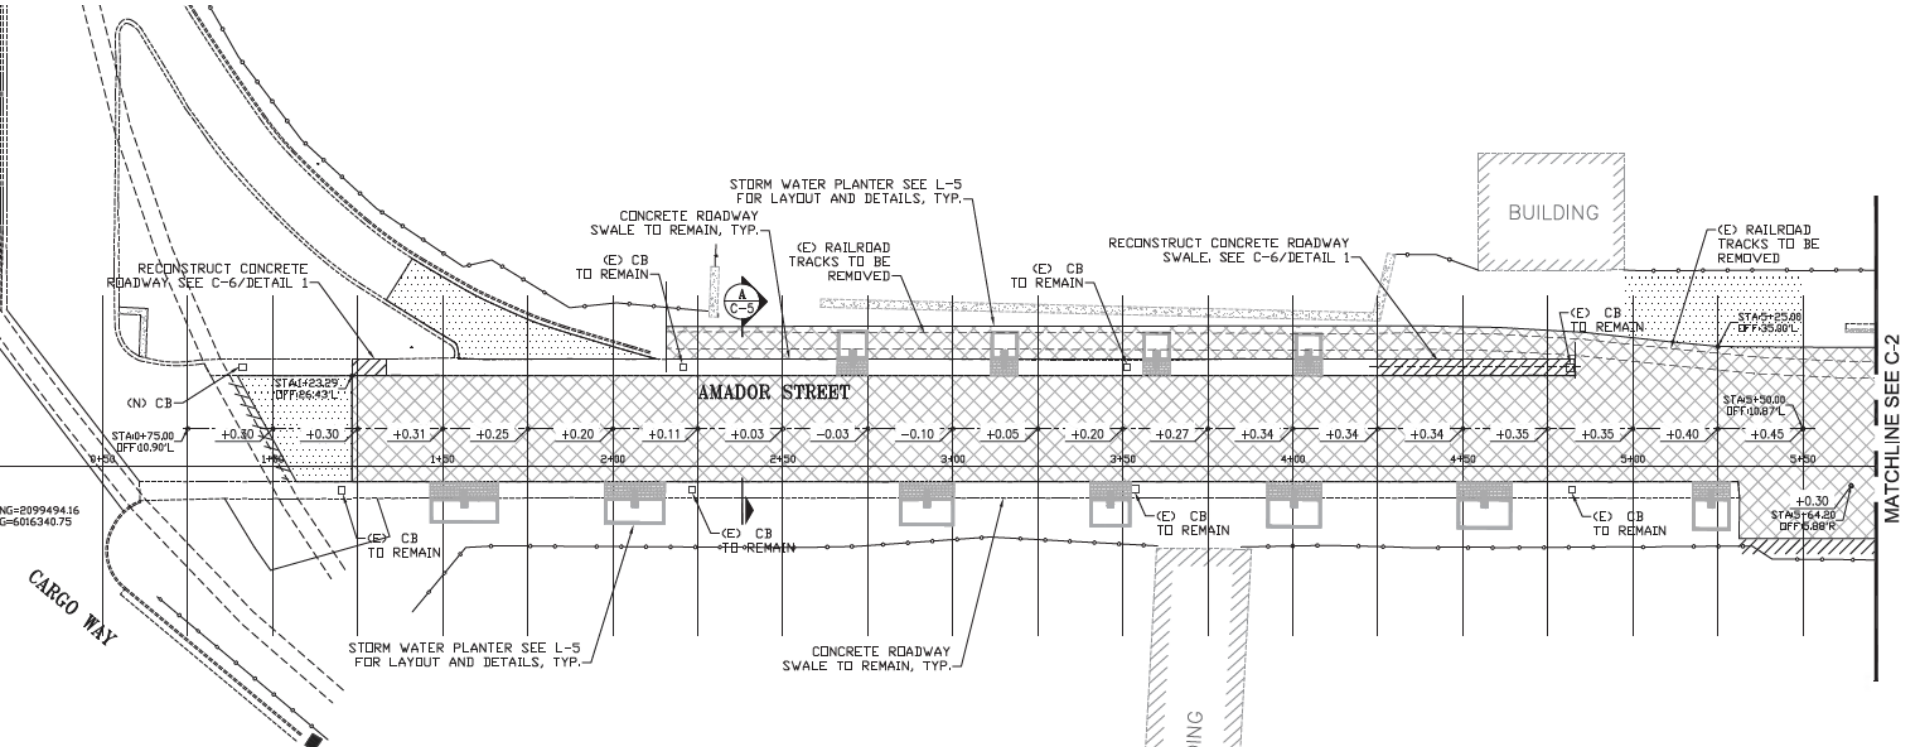 STORM WATER PLANTER SEE L-5
FOR LAYOUT AND DETAILS, TYP.
CONCRETE ROADWAY
SWALE TO REMAIN, TYP.
(E) RAILROAD
TRACKS TO BE
REMOVED
(E) CB
TO REMAIN
RECONSTRUCT CONCRETE
ROADWAY SEE C-6/DETAIL 1
A
C-5
(E) CB
TO REMAIN
RECONSTRUCT CONCRETE ROADWAY
SWALE, SEE C-6/DETAIL 1
BUILDING
(E) RAILROAD
TRACKS TO BE
REMOVED
(E) CB
TO REMAIN
STA:5+25.00
OFF:35.00'L
MATCHLINE SEE C-2
(N) CB
STA:1+23.29
OFF:26.43'L
AMADOR STREET
STA:5+50.00
OFF:10.87'L
STA:0+75.00
OFF:10.90'L
+0.30
+0.30
+0.31
+0.25
+0.20
+0.11
+0.03
-0.03
-0.10
+0.05
+0.20
+0.27
+0.34
+0.34
+0.34
+0.35
+0.35
+0.40
+0.45
0+50
1+00
1+50
2+00
2+50
3+00
3+50
4+00
4+50
5+00
5+50
NG=2099494.16
G=6016340.75
(E) CB
TO REMAIN
(E) CB
TO REMAIN
(E) CB
TO REMAIN
(E) CB
TO REMAIN
+0.30
STA:5+64.20
OFF:5.88'R
CARGO WAY
STORM WATER PLANTER SEE L-5
FOR LAYOUT AND DETAILS, TYP.
CONCRETE ROADWAY
SWALE TO REMAIN, TYP.
DING